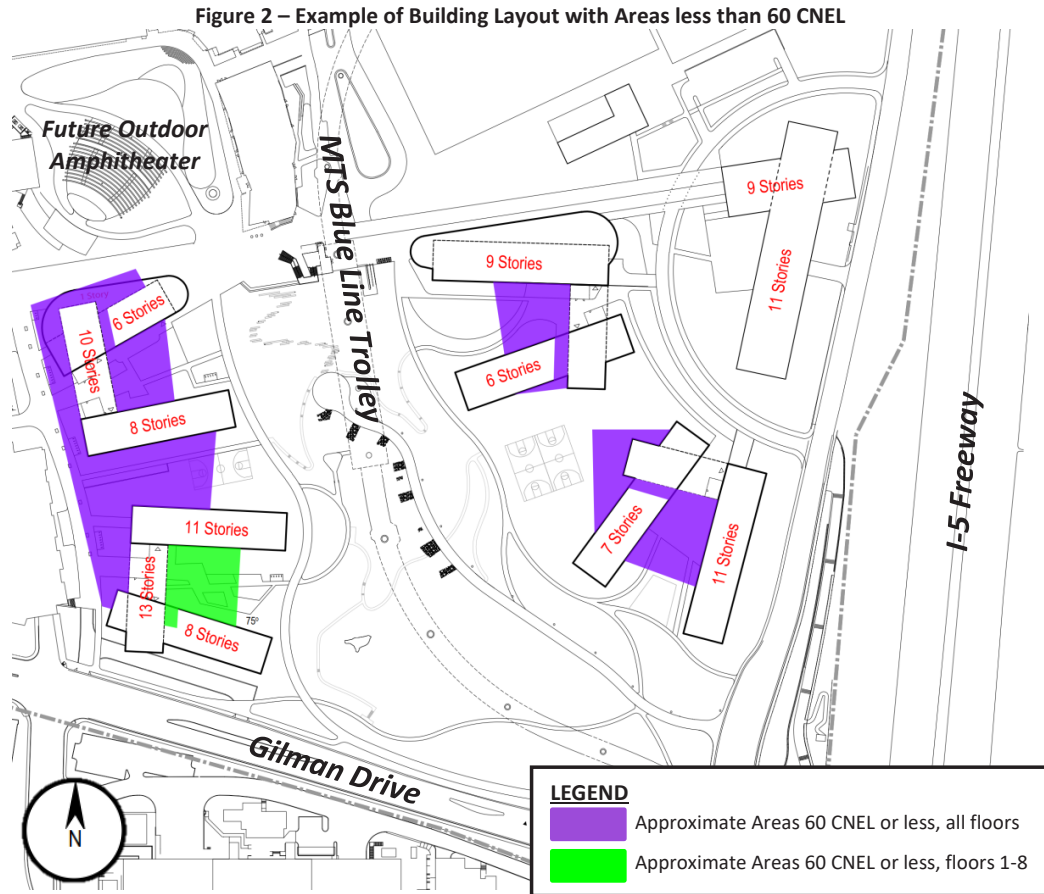 Figure 2 – Example of Building Layout with Areas less than 60 CNEL
Future Outdoor
Amphitheater
MTS Blue Line Trolley
9 Stories
11 Stories
9 Stories
6 Stories
1 Story
6 Stories
10 Stories
8 Stories
11 Stories
13 Stories
8 Stories
75º
7 Stories
11 Stories
I-5 Freeway
Gilman Drive
N
LEGEND
Approximate Areas 60 CNEL or less, all floors
Approximate Areas 60 CNEL or less, floors 1-8